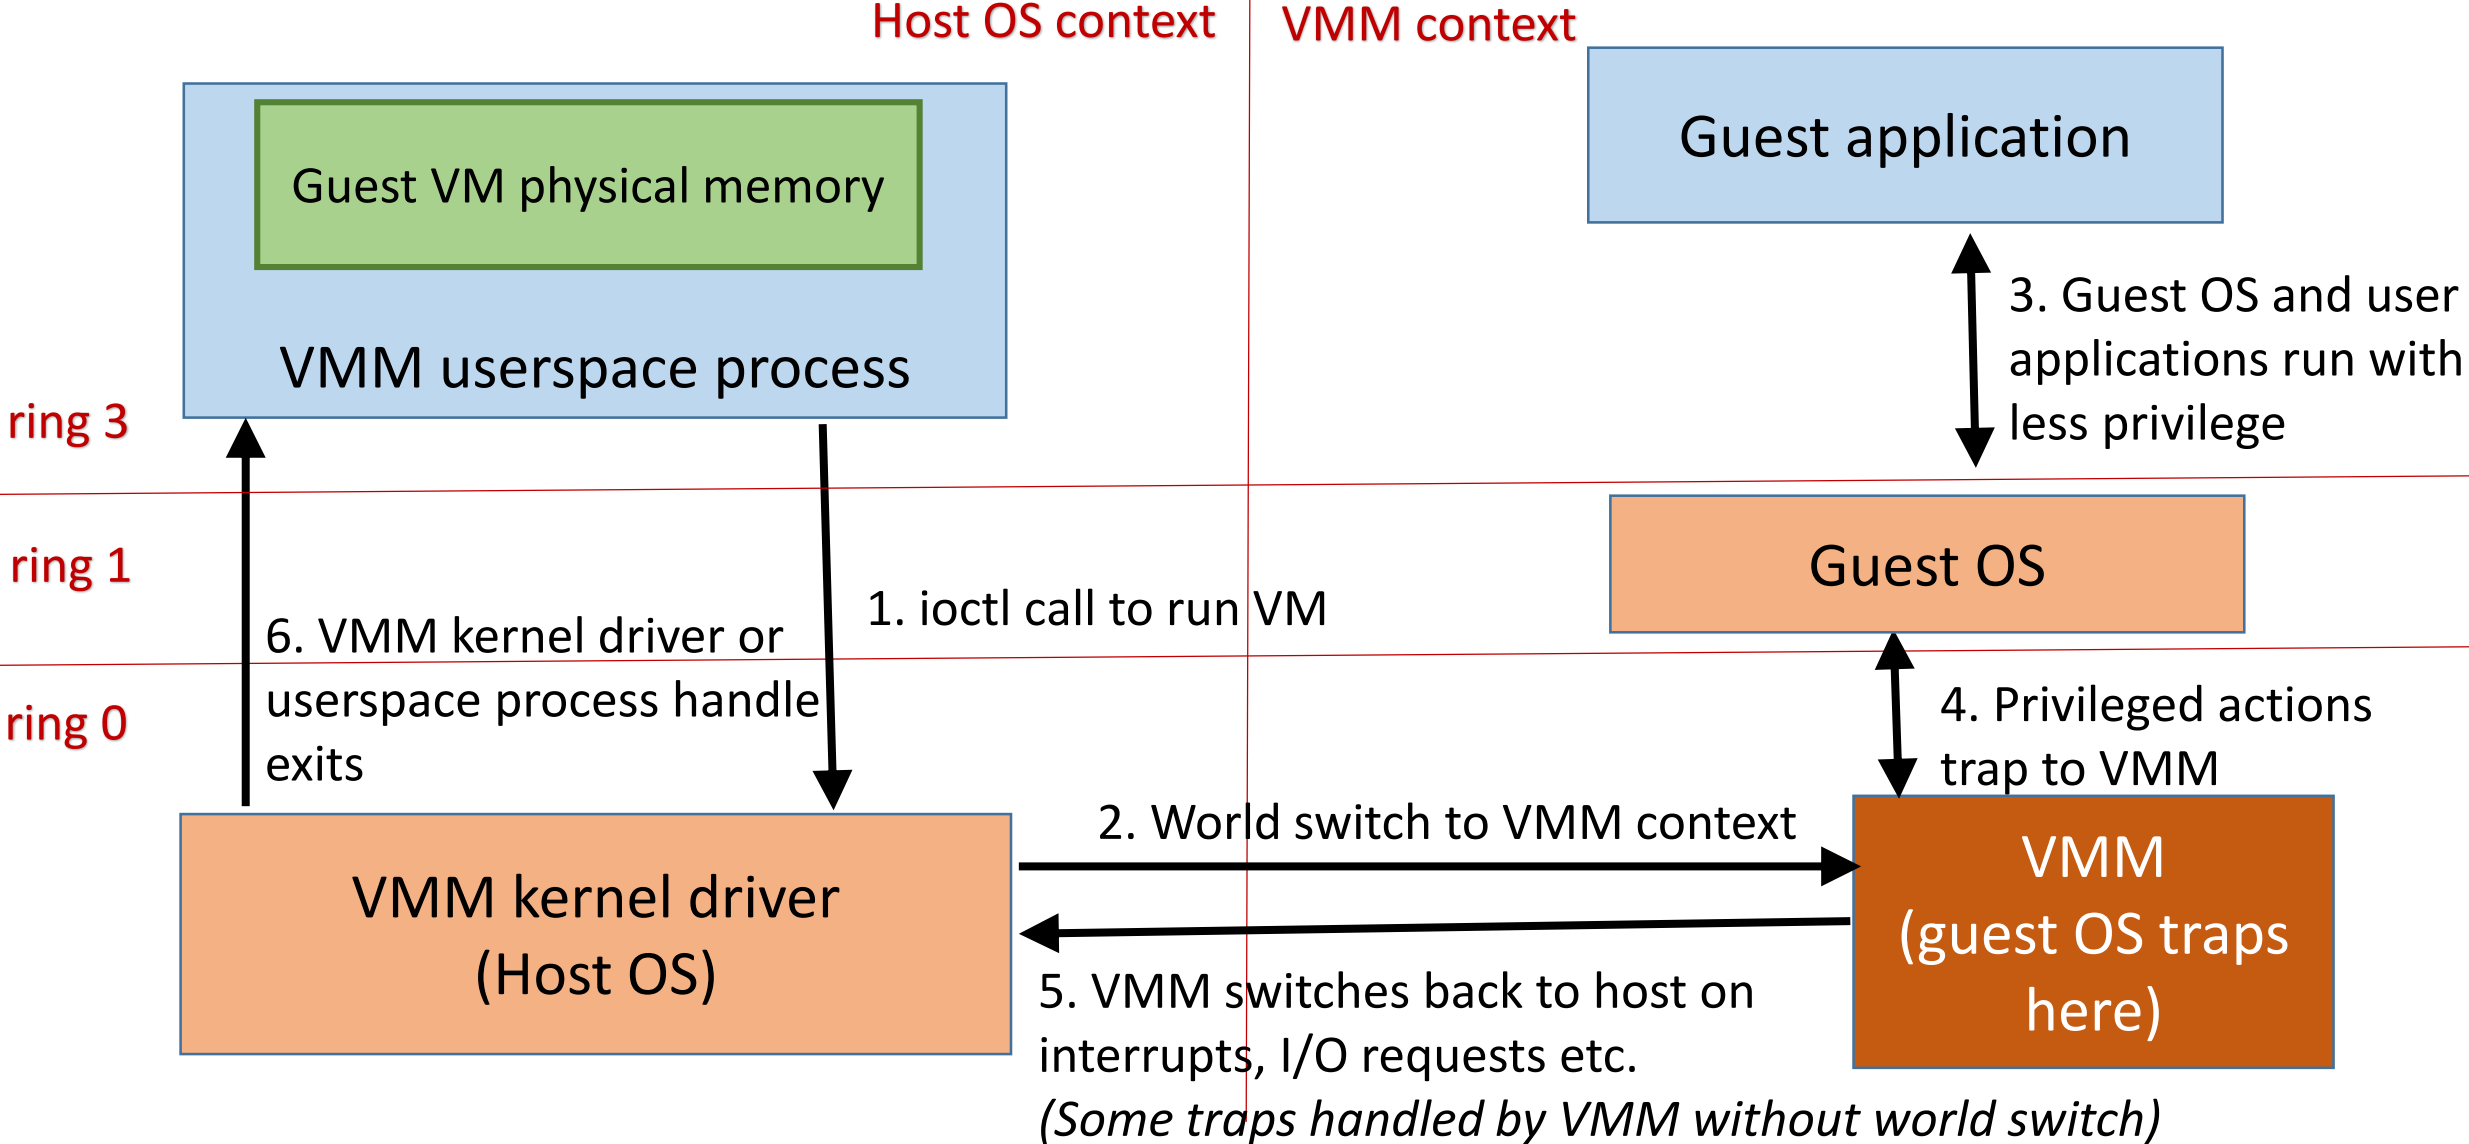 Host OS context
VMM context
Guest VM physical memory
VMM userspace process
Guest application
3. Guest OS and user
applications run with
less privilege
ring 3
ring 1
Guest OS
1. ioctl call to run VM
6. VMM kernel driver or
userspace process handle
exits
ring 0
4. Privileged actions
trap to VMM
2. World switch to VMM context
VMM kernel driver
(Host OS)
VMM
(guest OS traps
here)
5. VMM switches back to host on
interrupts, I/O requests etc.
(Some traps handled by VMM without world switch)